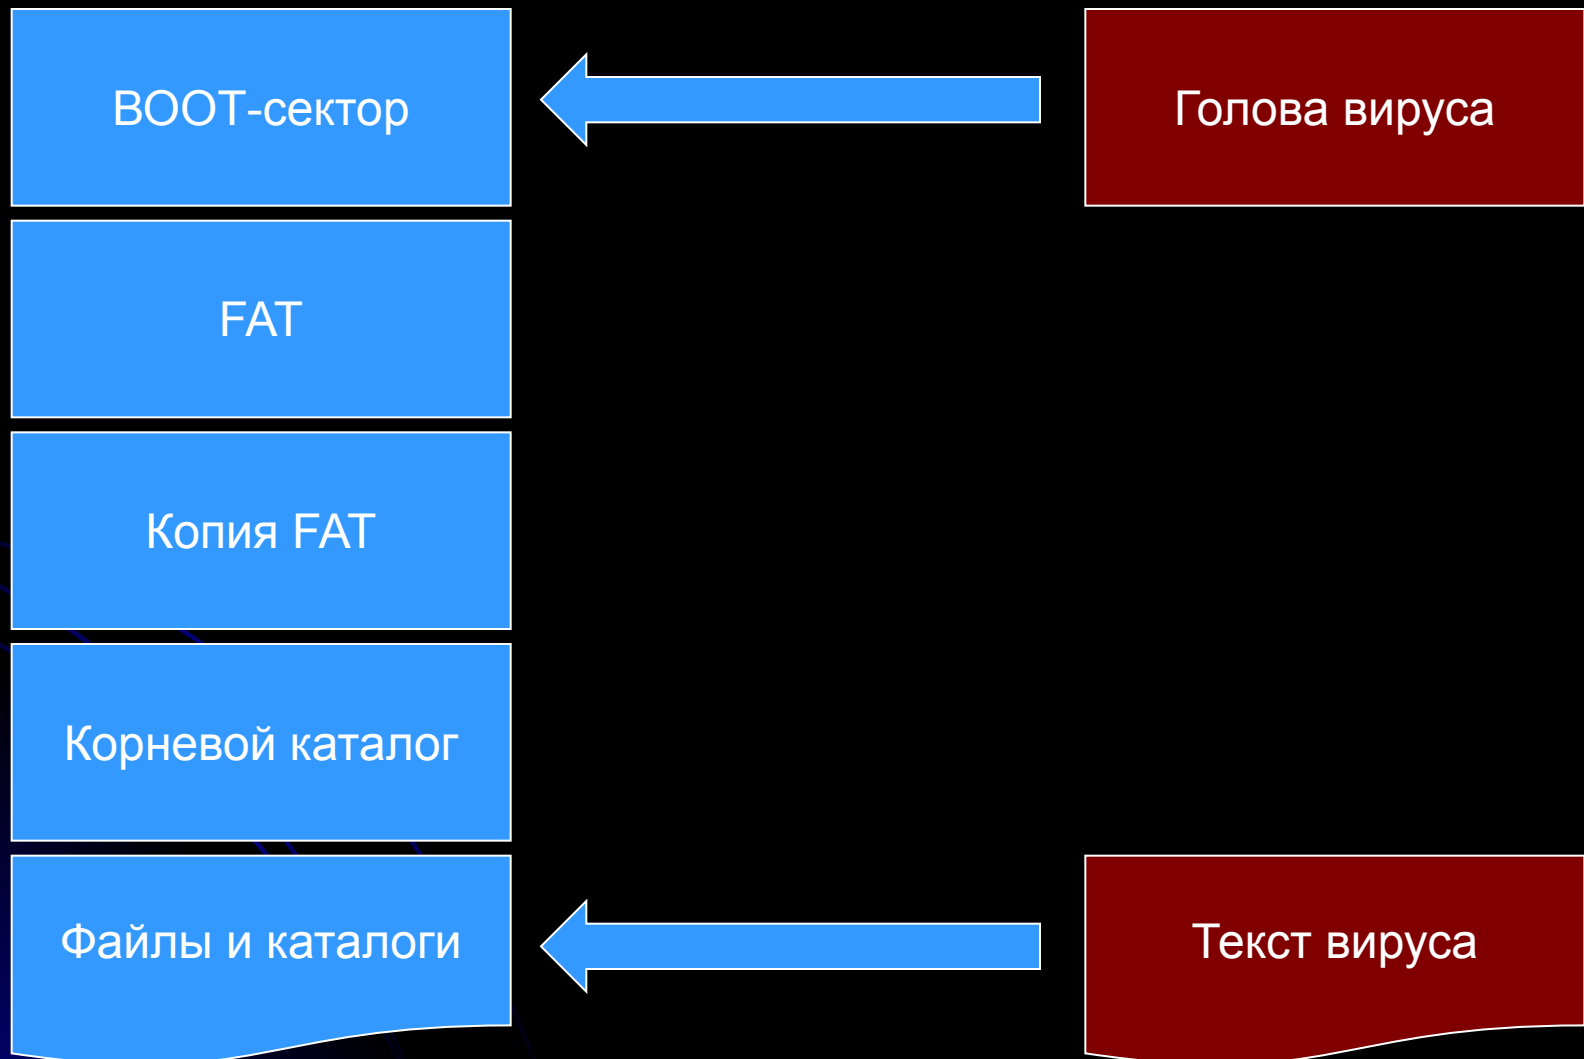 BOOT-сектор
Голова вируса
FAT
Копия FAT
Корневой каталог
Файлы и каталоги
Текст вируса